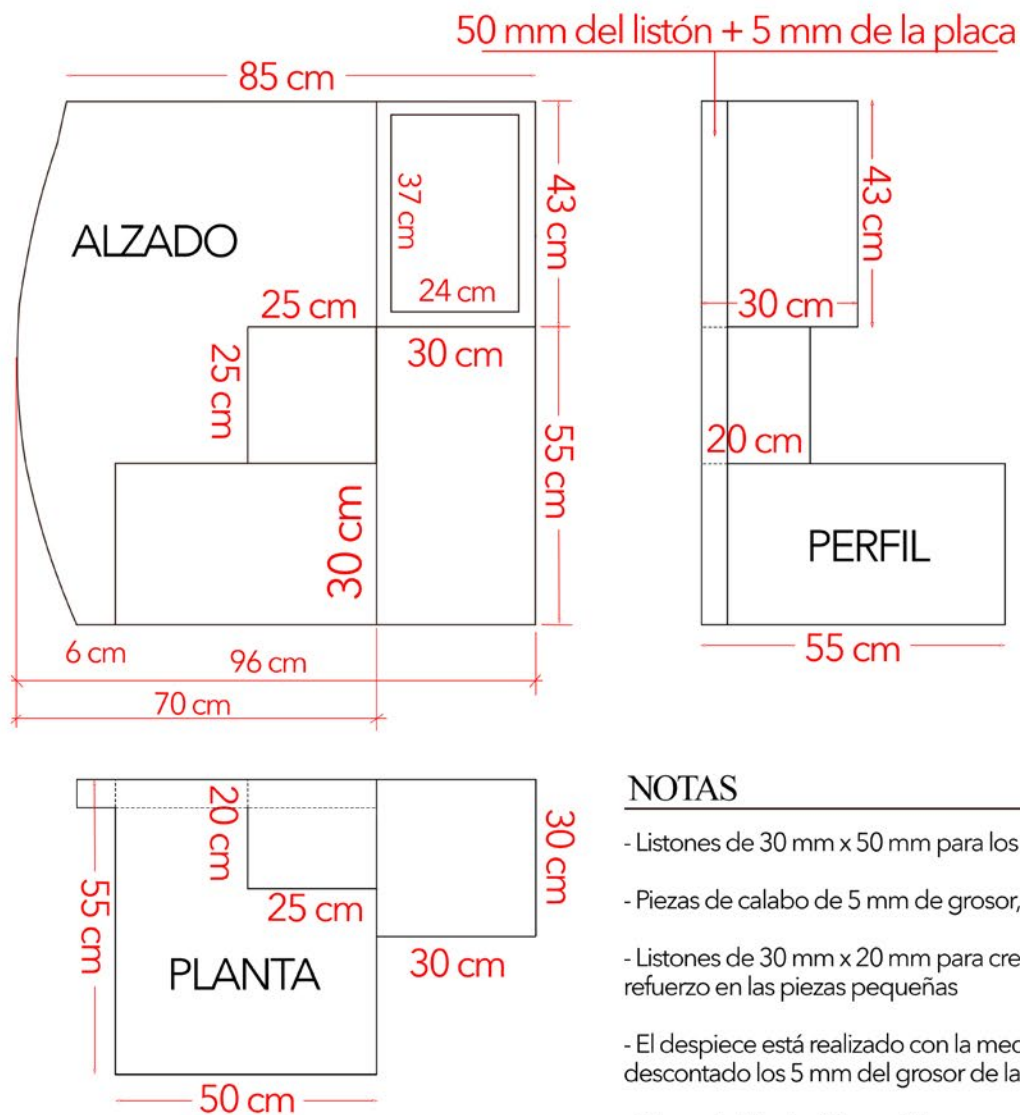 50 mm del listón + 5 mm de la placa
85 cm
ALZADO
37 cm
24 cm
43 cm
25 cm
30 cm
25 cm
55 cm
30 cm
6 cm
96 cm
70 cm
43 cm
30 cm
20 cm
PERFIL
55 cm
20 cm
30 cm
55 cm
25 cm
30 cm
PLANTA
50 cm
NOTAS
- Listones de 30 mm x 50 mm para los
- Piezas de calabo de 5 mm de grosor,
- Listones de 30 mm x 20 mm para cre
refuerzo en las piezas pequeñas
- El despiece está realizado con la mec
descontado los 5 mm del grosor de la